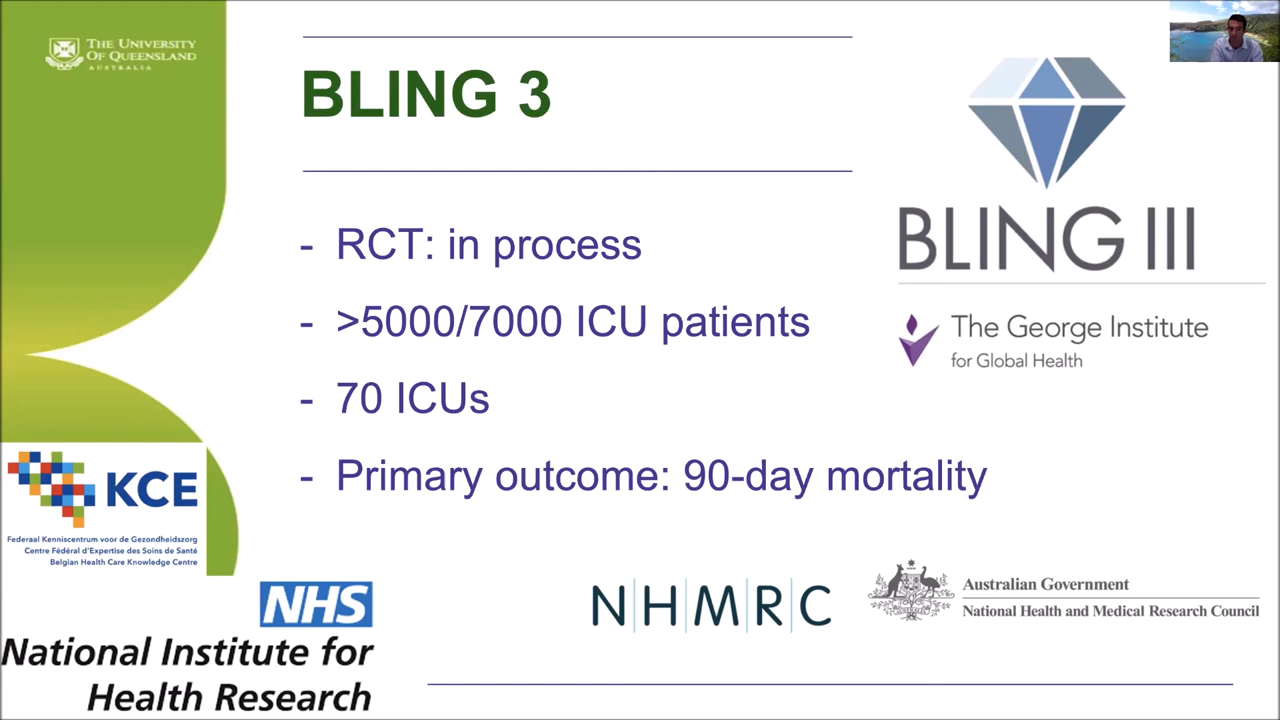 THE UNIVERSITY
OF QUEENSLAND
AUSTRALIA
BLING 3
- RCT: in process
- >5000/7000 ICU patients
- 70 ICUs
- Primary outcome: 90-day mortality
BLING III
The George Institute
for Global Health
KCE
Federaal Kenniscentrum voor de Gezondheidszorg
Centre Fédéral d'Expertise des Soins de Santé
Belgian Health Care Knowledge Centre
NHS
National Institute for
Health Research
NHMRC
Australian Government
National Health and Medical Research Council